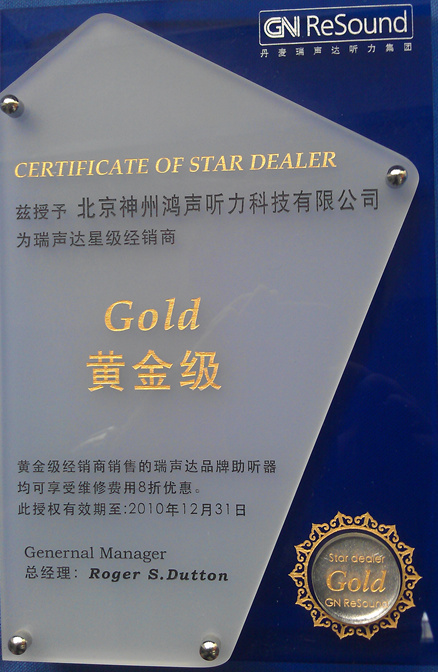 GN ReSound
丹麦瑞声达听力集团
CERTIFICATE OF STAR DEALER
兹授予 北京神州鸿声听力科技有限公司
为瑞声达星级经销商
Gold
黄金级
黄金级经销商销售的瑞声达品牌助听器
均可享受维修费用8折优惠。
此授权有效期至:2010年12月31日
Genernal Manager
总经理: Roger S.Dutton
Star dealer
Gold
GN ReSound